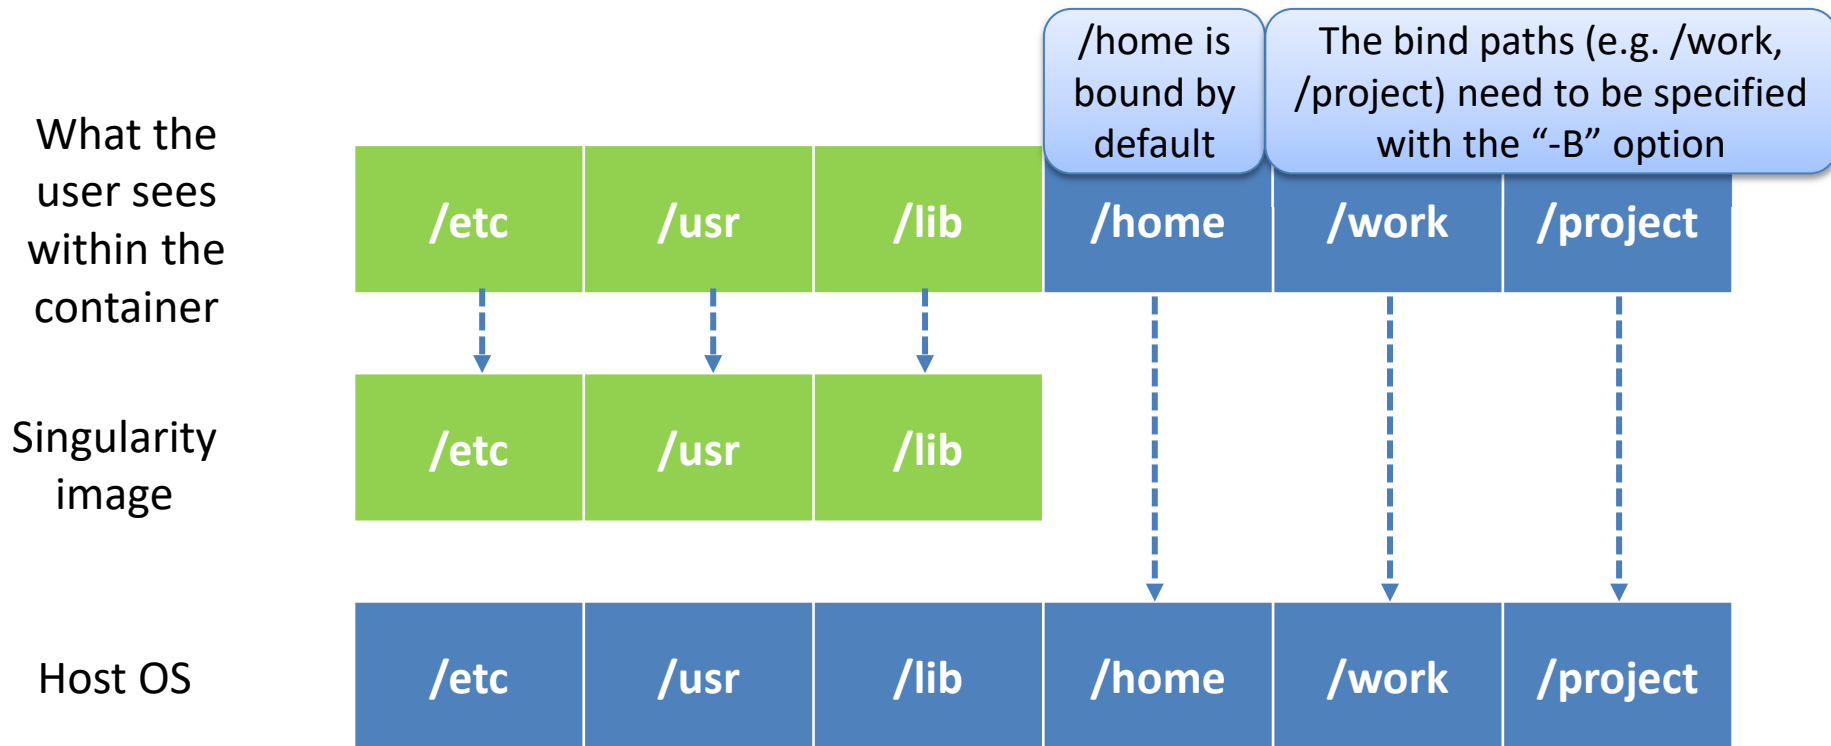 /home is
bound by
default
The bind paths (e.g. /work,
/project) need to be specified
with the “-B” option
What the
user sees
within the
container
/etc
/usr
/lib
/home
/work
/project
Singularity
image
/etc
/usr
/lib
Host OS
/etc
/usr
/lib
/home
/work
/project